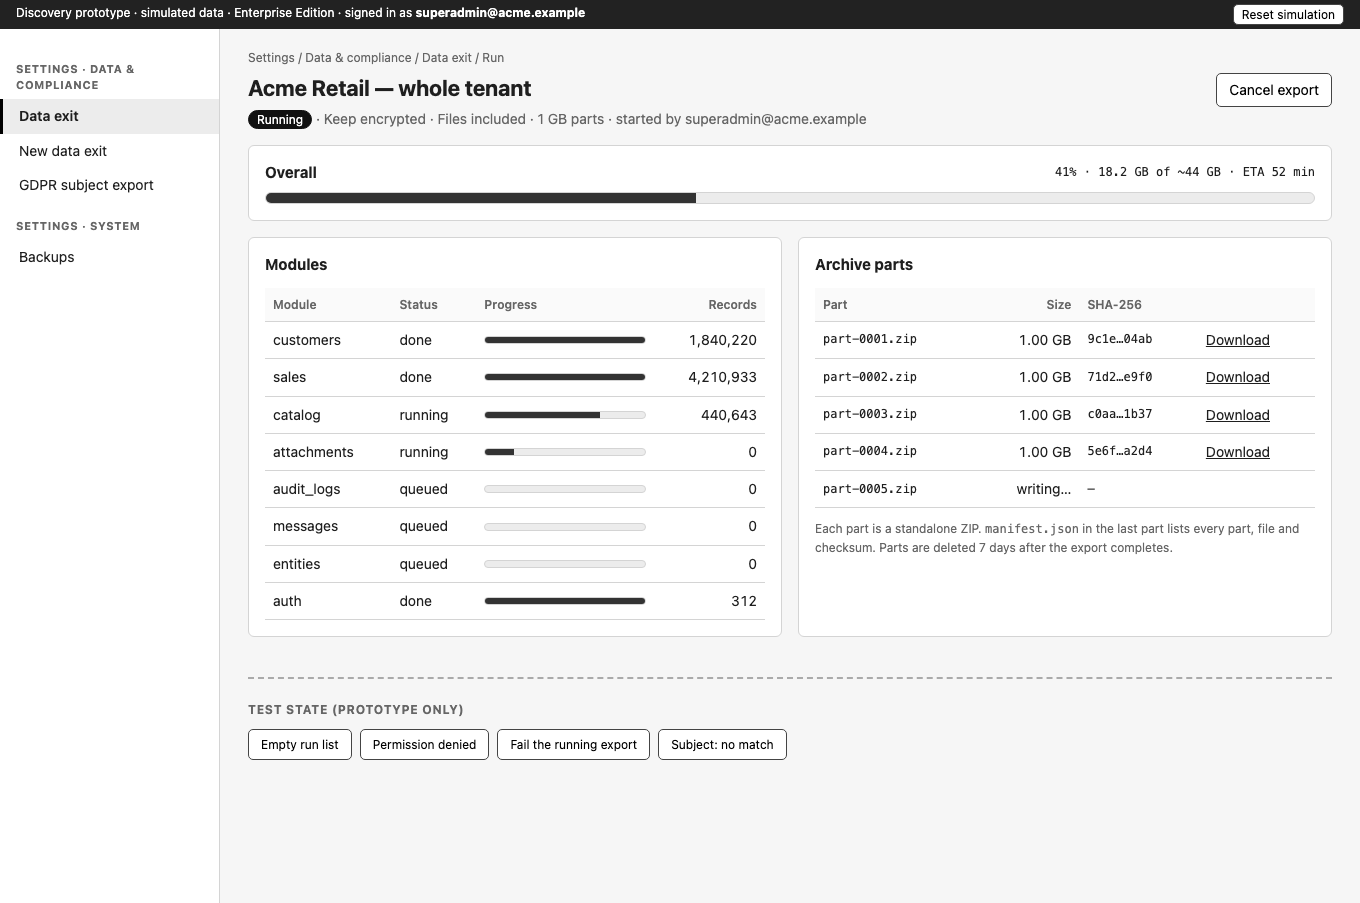 Discovery prototype · simulated data · Enterprise Edition · signed in as superadmin@acme.example
Reset simulation
SETTINGS · DATA &
COMPLIANCE
Data exit
New data exit
GDPR subject export
SETTINGS · SYSTEM
Backups
Settings / Data & compliance / Data exit / Run
Acme Retail — whole tenant
Cancel export
Running · Keep encrypted · Files included · 1 GB parts · started by superadmin@acme.example
Overall
41% · 18.2 GB of ~44 GB · ETA 52 min
Modules
Module Status Progress Records
customers done 1,840,220
sales done 4,210,933
catalog running 440,643
attachments running 0
audit_logs queued 0
messages queued 0
entities queued 0
auth done 312
Archive parts
Part Size SHA-256
part-0001.zip 1.00 GB 9c1e…04ab Download
part-0002.zip 1.00 GB 71d2…e9f0 Download
part-0003.zip 1.00 GB c0aa…1b37 Download
part-0004.zip 1.00 GB 5e6f…a2d4 Download
part-0005.zip writing… –
Each part is a standalone ZIP. manifest.json in the last part lists every part, file and
checksum. Parts are deleted 7 days after the export completes.
TEST STATE (PROTOTYPE ONLY)
Empty run list
Permission denied
Fail the running export
Subject: no match